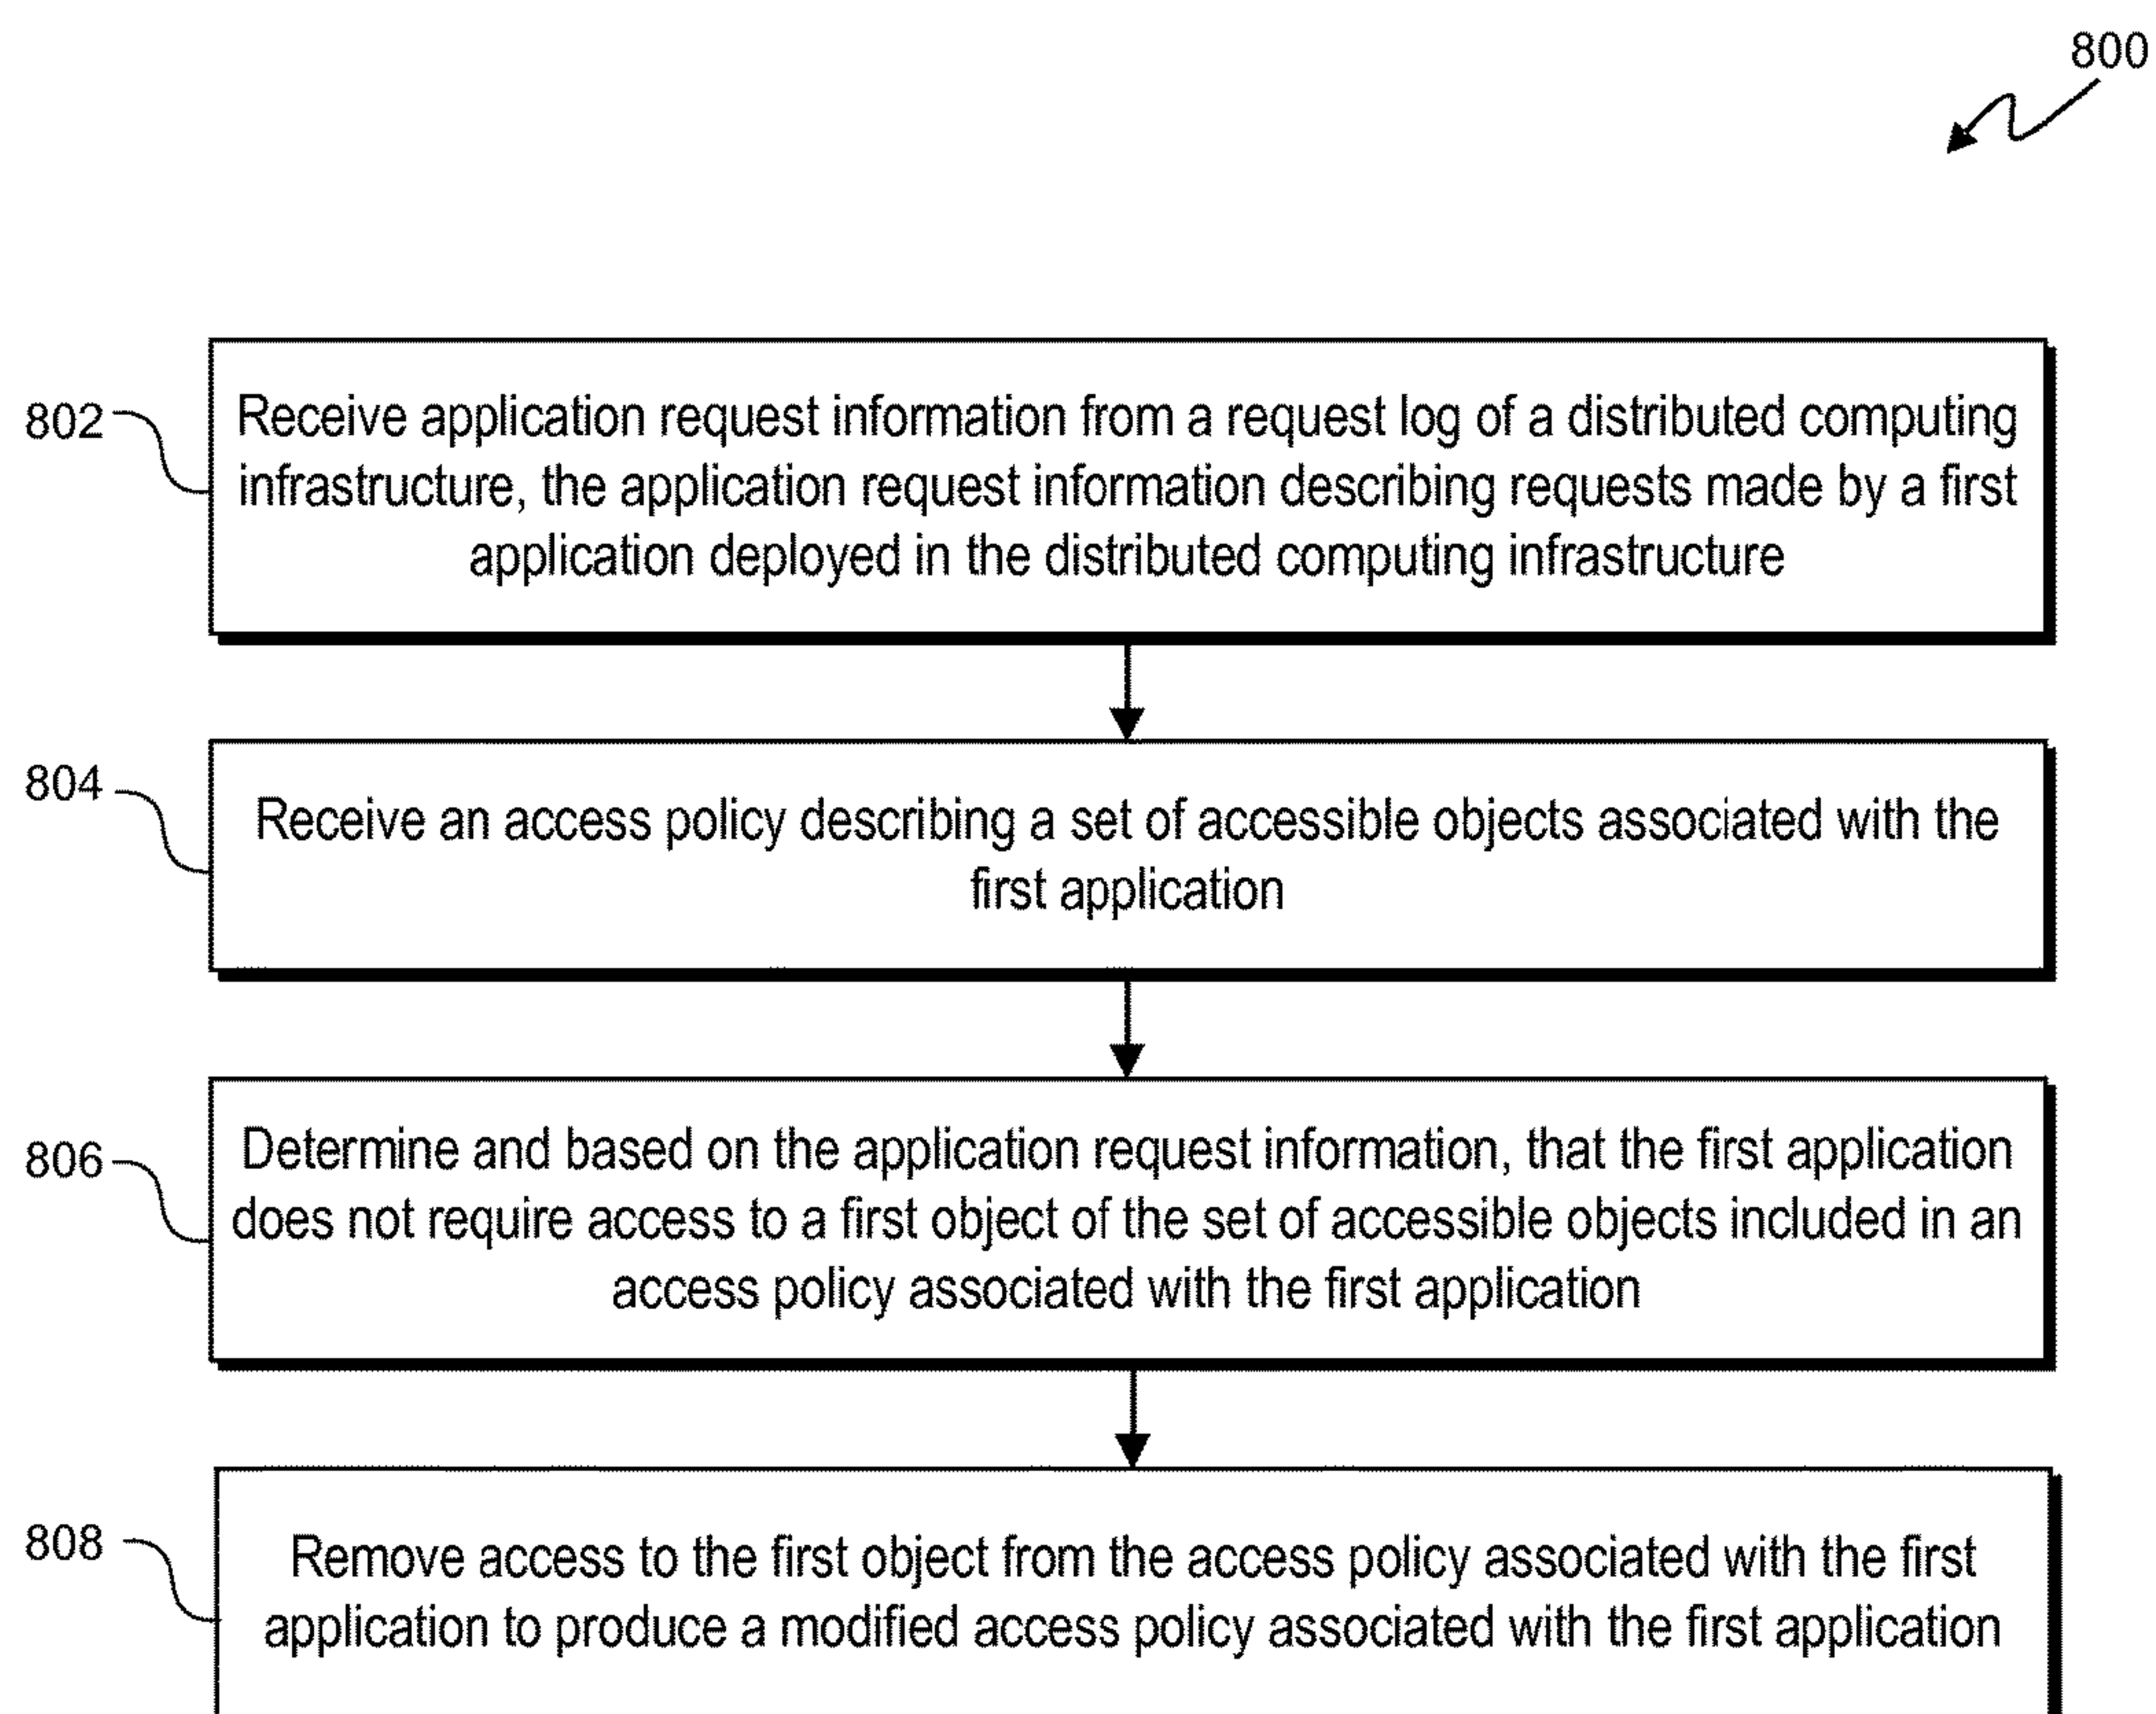 800
802
Receive application request information from a request log of a distributed computing
infrastructure, the application request information describing requests made by a first
application deployed in the distributed computing infrastructure
804
Receive an access policy describing a set of accessible objects associated with the
first application
806
Determine and based on the application request information, that the first application
does not require access to a first object of the set of accessible objects included in an
access policy associated with the first application
808
Remove access to the first object from the access policy associated with the first
application to produce a modified access policy associated with the first application